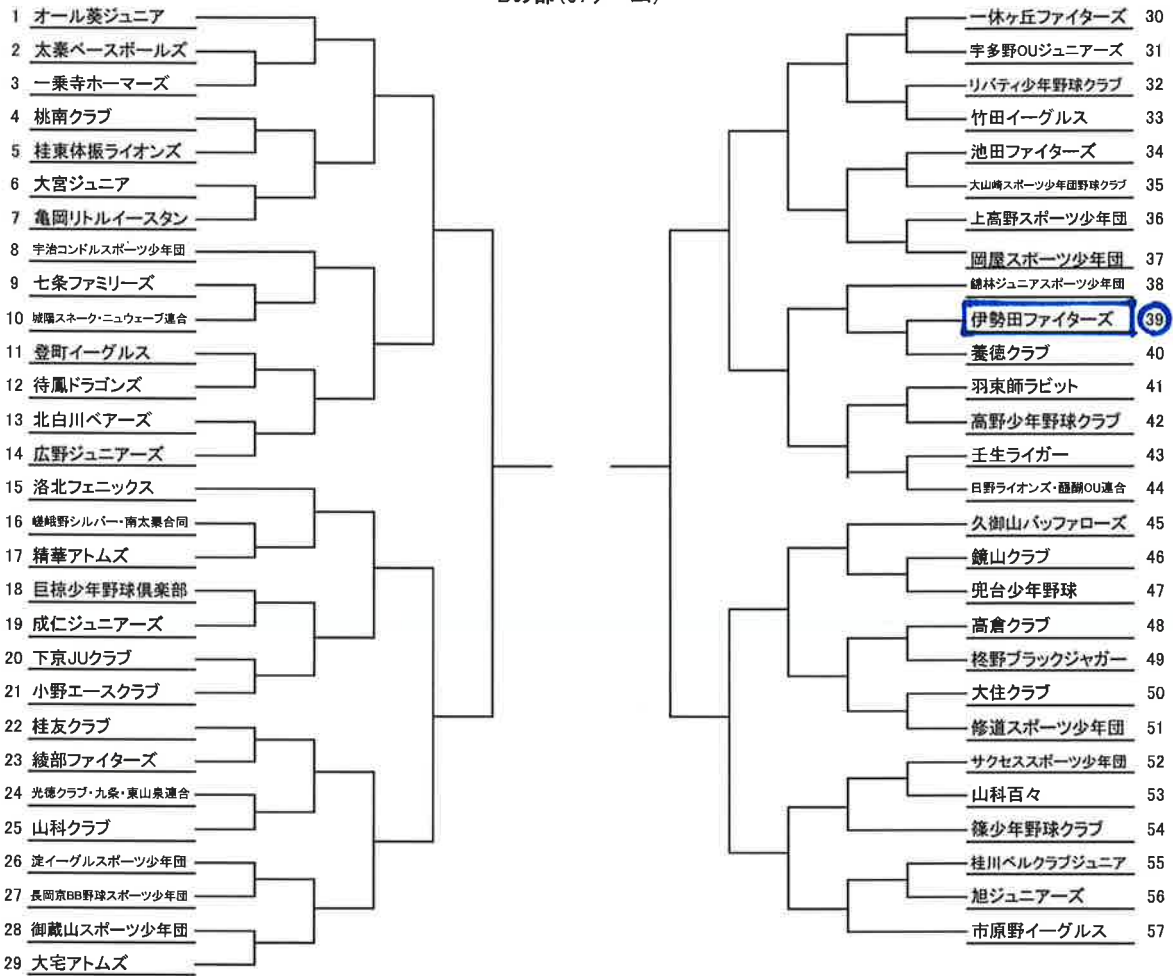 1 オール葵ジュニア
2 太秦ベースボールズ
3 一乗寺ホーマーズ
4 桃南クラブ
5 桂東体振ライオンズ
6 大宮ジュニア
7 亀岡リトルイースタン
8 宇治コンドルスポーツ少年団
9 七条ファミリーズ
10 城陽スネーク・ニュウェーブ連合
11 登町イーグルス
12 待鳳ドラゴンズ
13 北白川ベアーズ
14 広野ジュニアーズ
15 洛北フェニックス
16 嵯峨野シルバー・南太秦合同
17 精華アトムズ
18 巨椋少年野球倶楽部
19 成仁ジュニアーズ
20 下京JUクラブ
21 小野エースクラブ
22 桂友クラブ
23 綾部ファイターズ
24 光徳クラブ・九条・東山泉連合
25 山科クラブ
26 淀イーグルスポーツ少年団
27 長岡京BB野球スポーツ少年団
28 御蔵山スポーツ少年団
29 大宅アトムズ
一休ヶ丘ファイターズ 30
宇多野OUジュニアーズ 31
リバティ少年野球クラブ 32
竹田イーグルス 33
池田ファイターズ 34
大山崎スポーツ少年団野球クラブ 35
上高野スポーツ少年団 36
岡屋スポーツ少年団 37
錦林ジュニアスポーツ少年団 38
伊勢田ファイターズ 39
養徳クラブ 40
羽束師ラビット 41
高野少年野球クラブ 42
壬生ライガー 43
日野ライオンズ・醍醐OU連合 44
久御山バッファローズ 45
鏡山クラブ 46
兜台少年野球 47
高倉クラブ 48
柊野ブラックジャガー 49
大住クラブ 50
修道スポーツ少年団 51
サクセススポーツ少年団 52
山科百々 53
篠少年野球クラブ 54
桂川ベルクラブジュニア 55
旭ジュニアーズ 56
市原野イーグルス 57